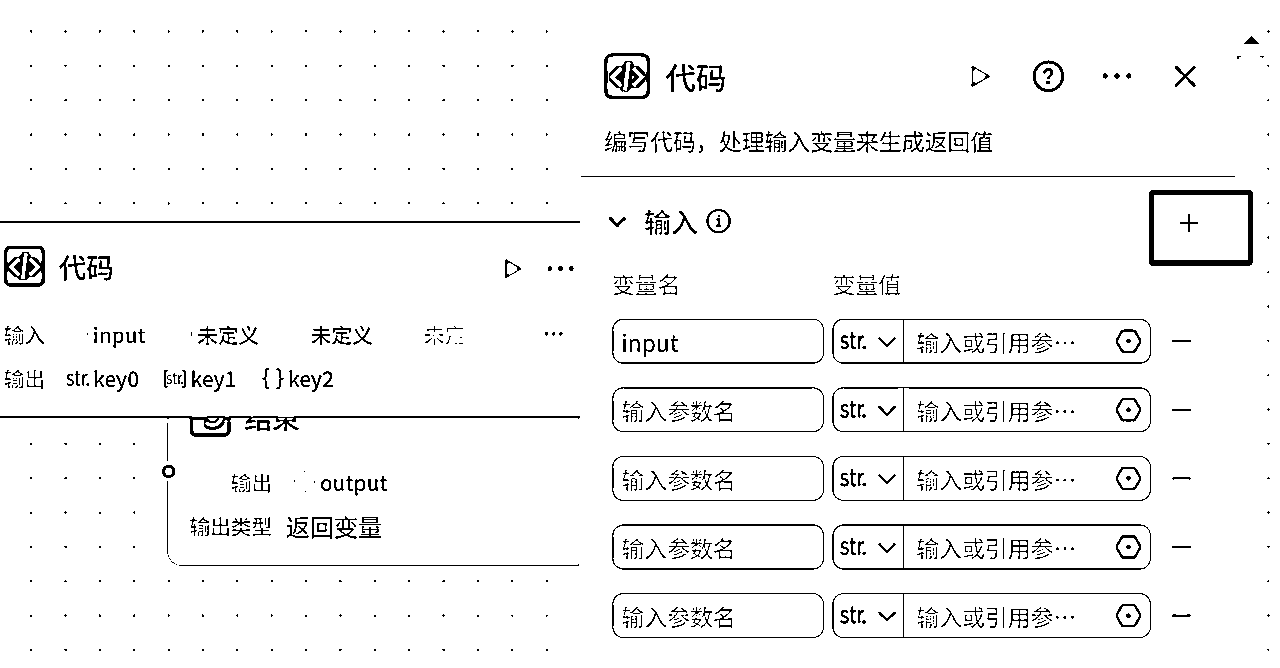 代码
输入 input 未定义 未定义 …
输出 str. key0 [str.] key1 { } key2
结束
输出 output
输出类型 返回变量
代码
编写代码，处理输入变量来生成返回值
输入
变量名 变量值
input str. 输入或引用参…
输入参数名 str. 输入或引用参…
输入参数名 str. 输入或引用参…
输入参数名 str. 输入或引用参…
输入参数名 str. 输入或引用参…